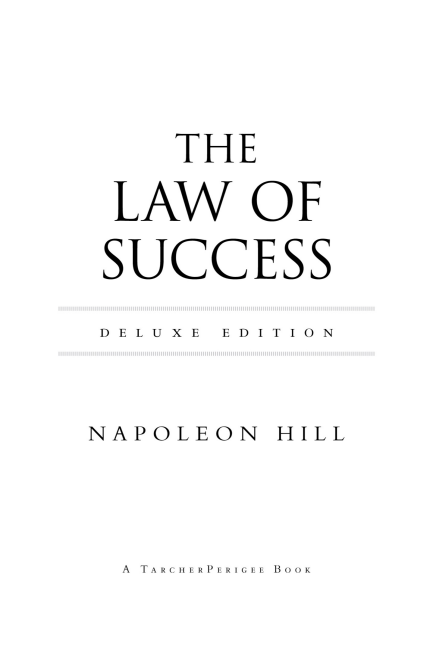 THE
LAW OF
SUCCESS
DELUXE EDITION
NAPOLEON HILL
A TarcherPerigee Book